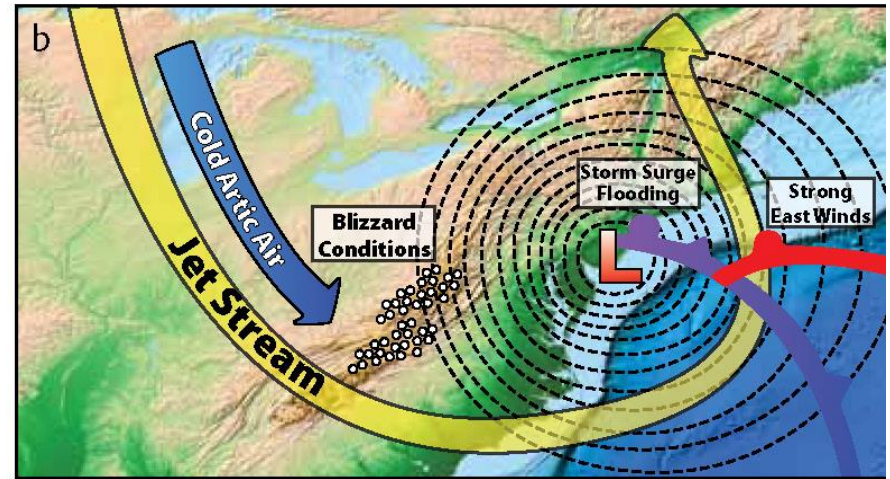 b
Cold Artic Air
Jet Stream
Blizzard
Conditions
Storm Surge
Flooding
Strong
East Winds
L